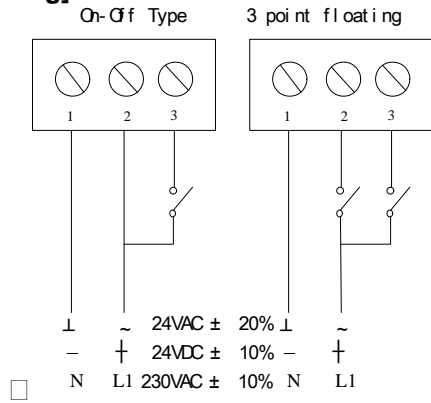 On-Off Type 3 point floating
1 2 3 1 2 3
⊥ ~ 24VAC ± 20% ⊥ ~
− + 24VDC ± 10% − +
N L1 230VAC ± 10% N L1